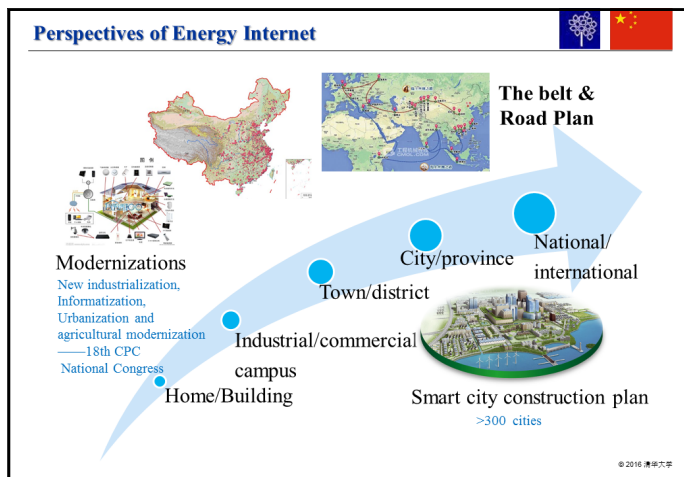 Perspectives of Energy Internet
The belt &
Road Plan
National/
international
City/province
Modernizations
Town/district
New industrialization,
Informatization,
Urbanization and
agricultural modernization
——18th CPC
National Congress
Industrial/commercial
campus
Home/Building
Smart city construction plan
>300 cities
© 2016 清华大学